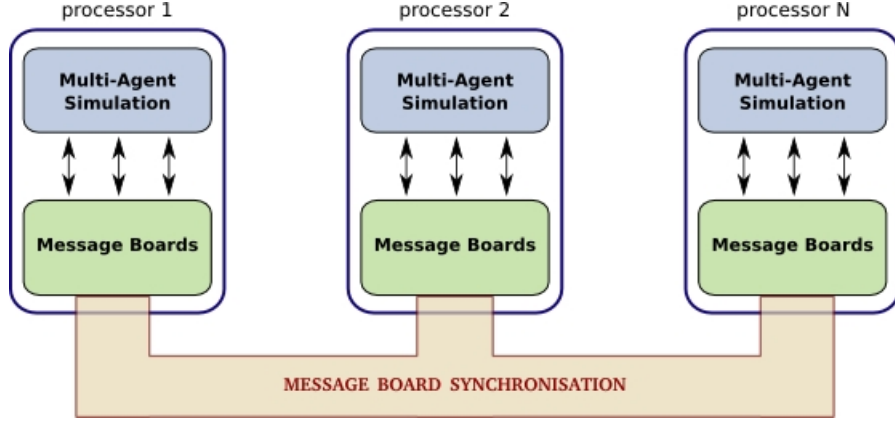 processor 1
processor 2
processor N
Multi-Agent
Simulation
Multi-Agent
Simulation
Multi-Agent
Simulation
Message Boards
Message Boards
Message Boards
MESSAGE BOARD SYNCHRONISATION